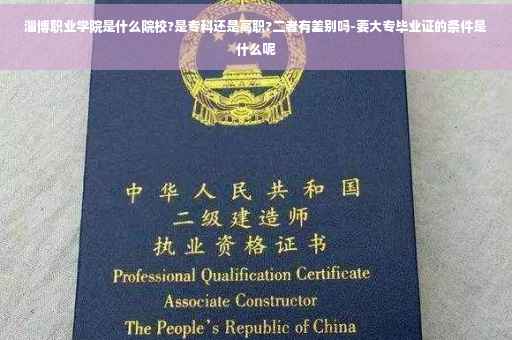 淄博职业学院是什么院校?是专科还是高职?二者有差别吗-要大专毕业证的条件是
什么呢
中华人民共和国
二级建造师
执业资格证书
Professional Qualification Certificate
Associate Constructor
The People's Republic of China